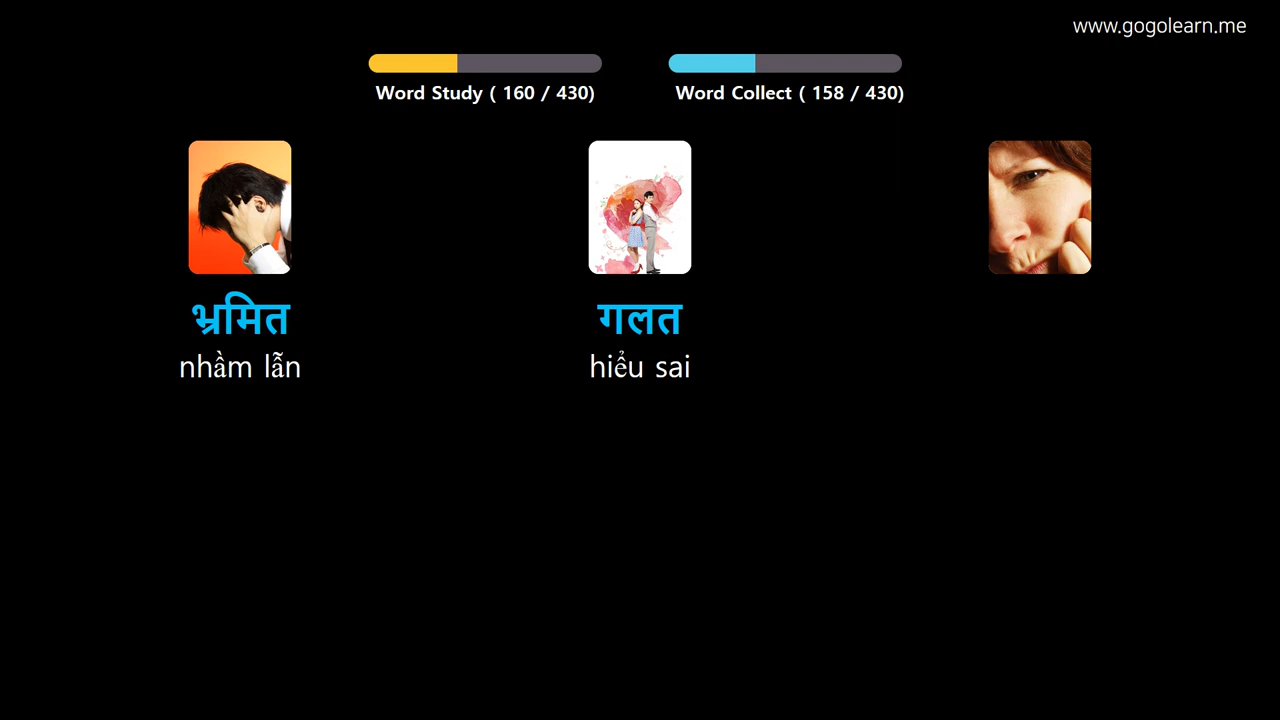 www.gogolearn.me
Word Study ( 160 / 430)
Word Collect ( 158 / 430)
भ्रमित
nhầm lẫn
गलत
hiểu sai